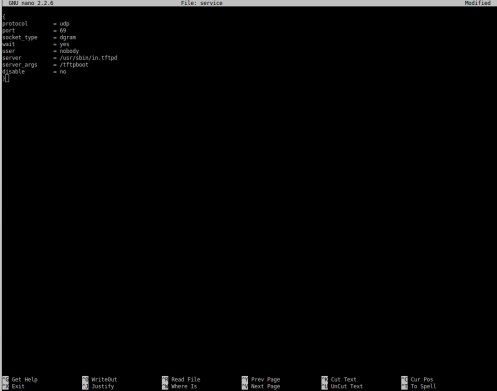 GNU nano 2.2.6 File: service Modified
{
protocol = udp
port = 69
socket_type = dgram
wait = yes
user = nobody
server = /usr/sbin/in.tftpd
server_args = /tftpboot
disable = no
}
^G Get Help ^O WriteOut ^R Read File ^Y Prev Page ^K Cut Text ^C Cur Pos
^X Exit ^J Justify ^W Where Is ^V Next Page ^U UnCut Text ^T To Spell